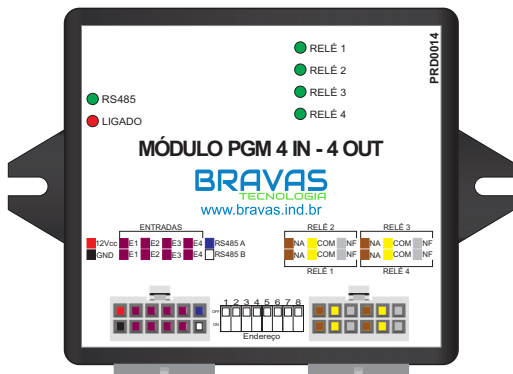 RELÉ 1
RELÉ 2
RELÉ 3
RELÉ 4
PRD0014
RS485
LIGADO
MÓDULO PGM 4 IN - 4 OUT
BRAVAS
TECNOLOGIA
www.bravas.ind.br
ENTRADAS
12Vcc E1 E2 E3 E4 RS485 A
GND E1 E2 E3 E4 RS485 B
RELÉ 2 RELÉ 3
NA COM NF NA COM NF
NA COM NF NA COM NF
RELÉ 1 RELÉ 4
1 2 3 4 5 6 7 8
OFF
ON
Endereço